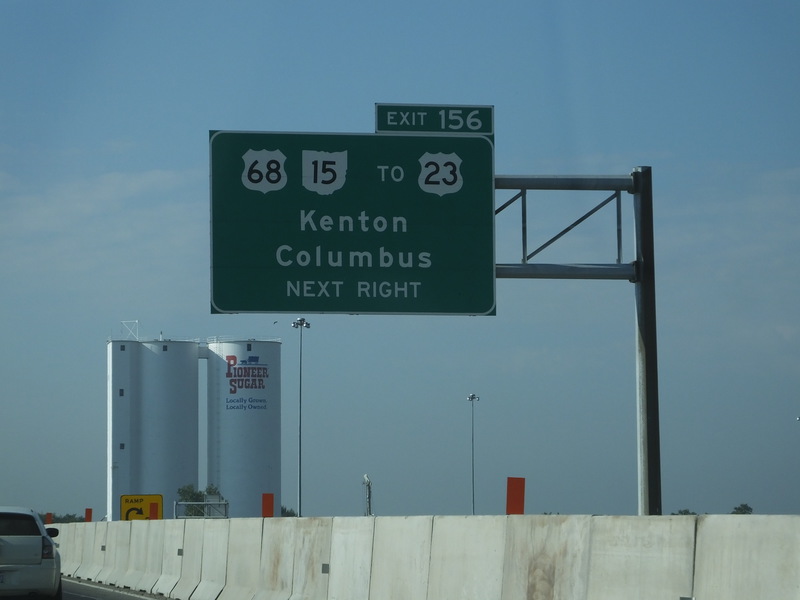 EXIT 156
68 15 TO 23
Kenton
Columbus
NEXT RIGHT
PIONEER
SUGAR
Locally Grown
Locally Owned
RAMP